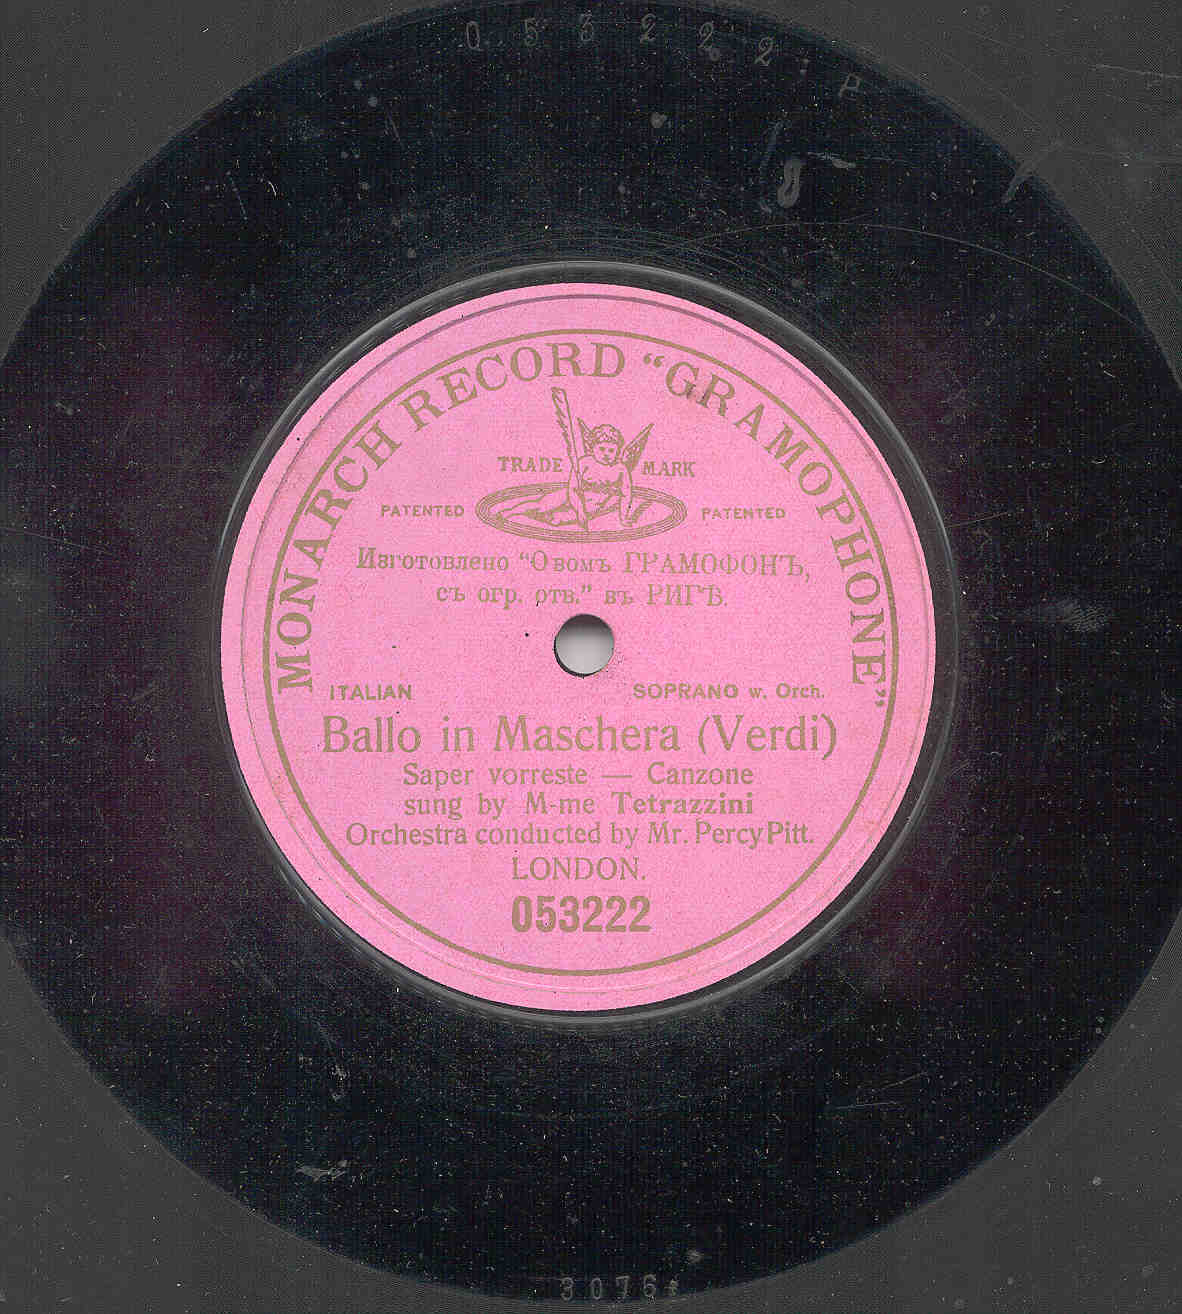 053222
P
MONARCH RECORD "GRAMOPHONE"
TRADE MARK
PATENTED PATENTED
Изготовлено "О вомъ ГРАМОФОНЪ,
съ огр. отв." въ РИГѢ.
ITALIAN SOPRANO w. Orch.
Ballo in Maschera (Verdi)
Saper vorreste — Canzone
sung by M-me Tetrazzini
Orchestra conducted by Mr. Percy Pitt.
LONDON.
053222
3076